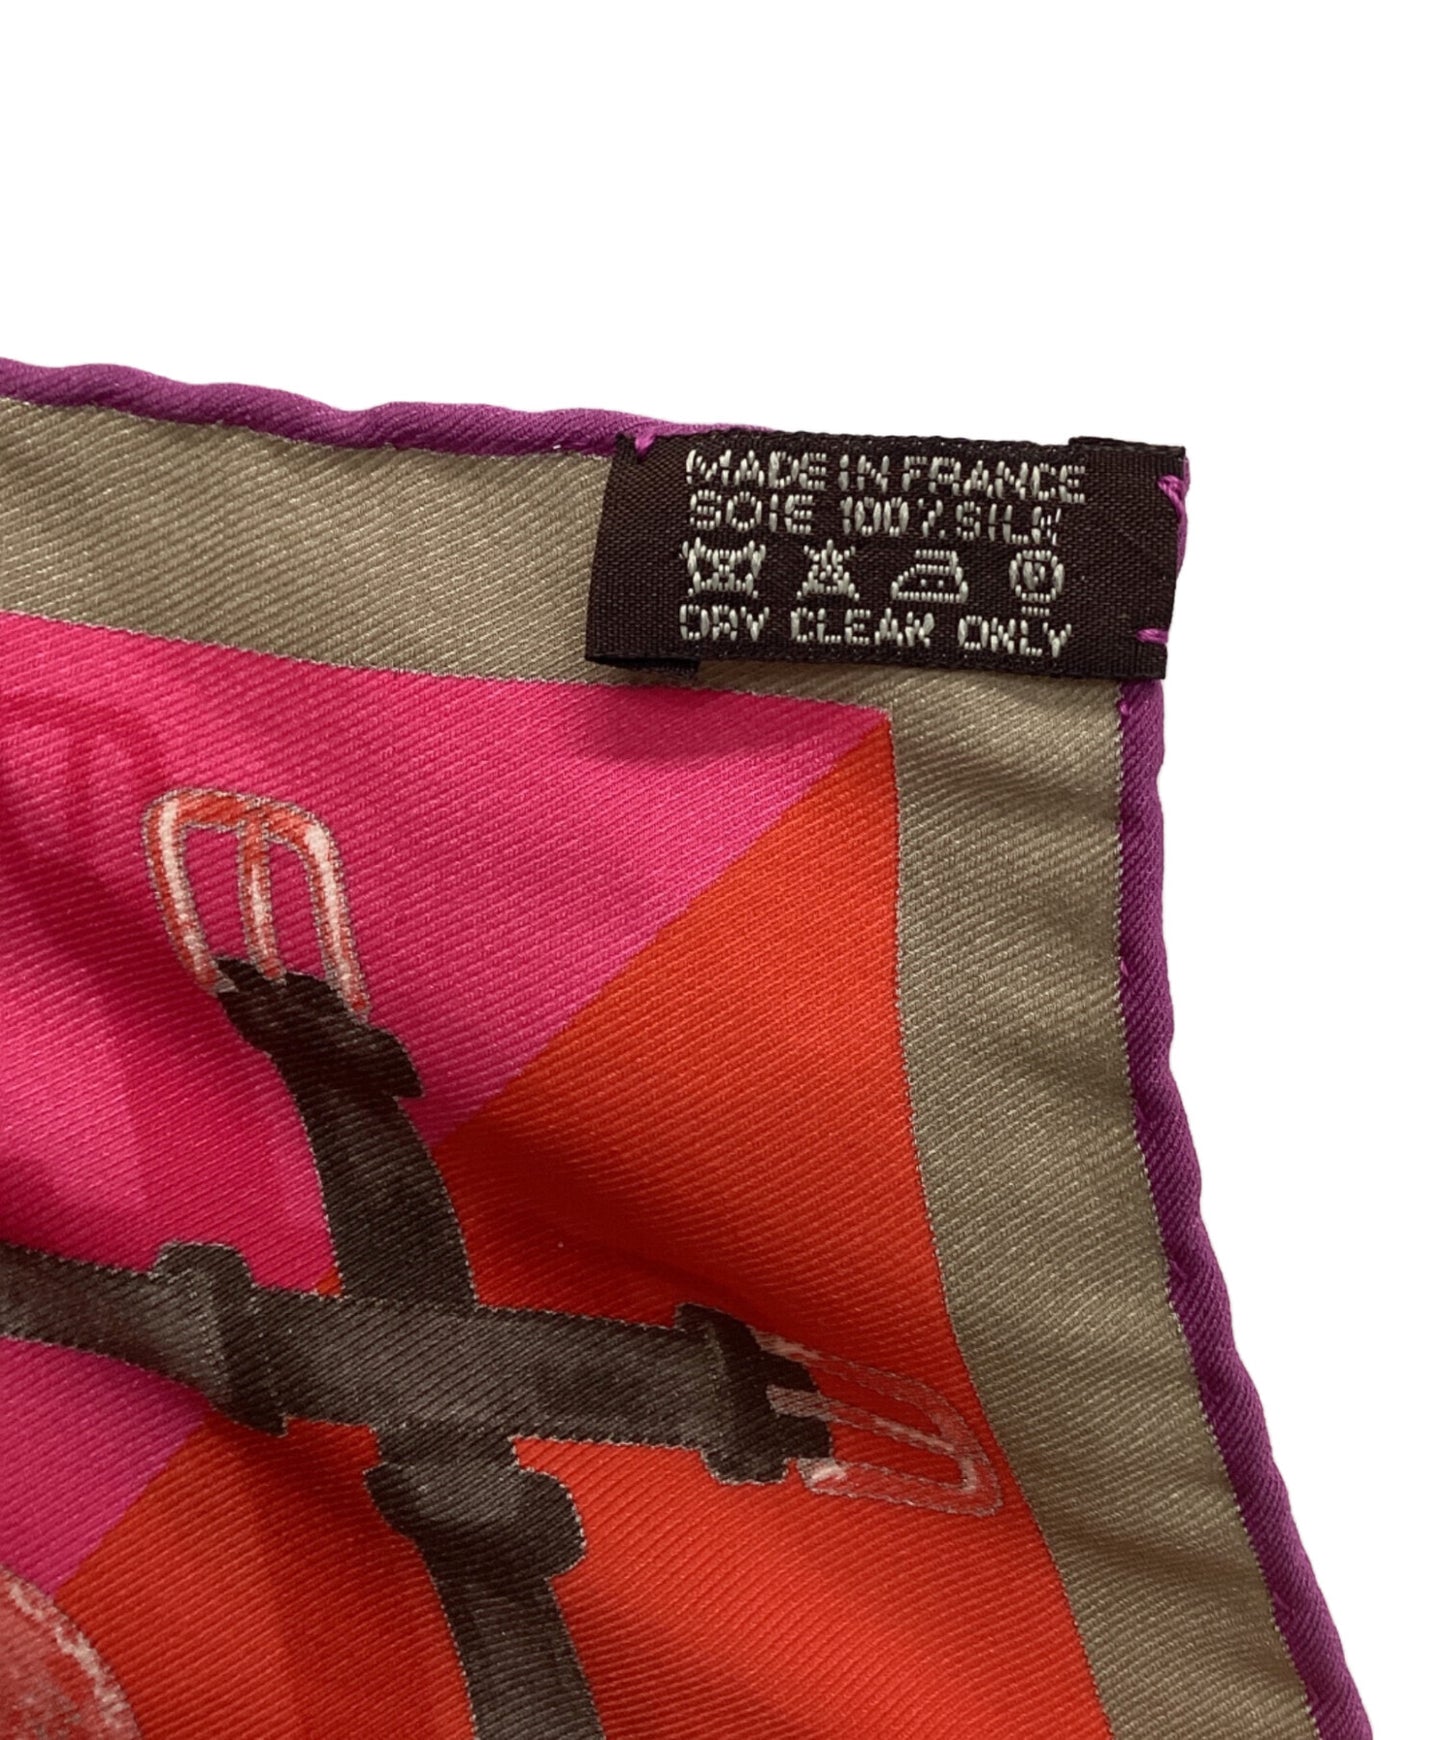 MADE IN FRANCE
SOIE 100% SILK
DRY CLEAN ONLY